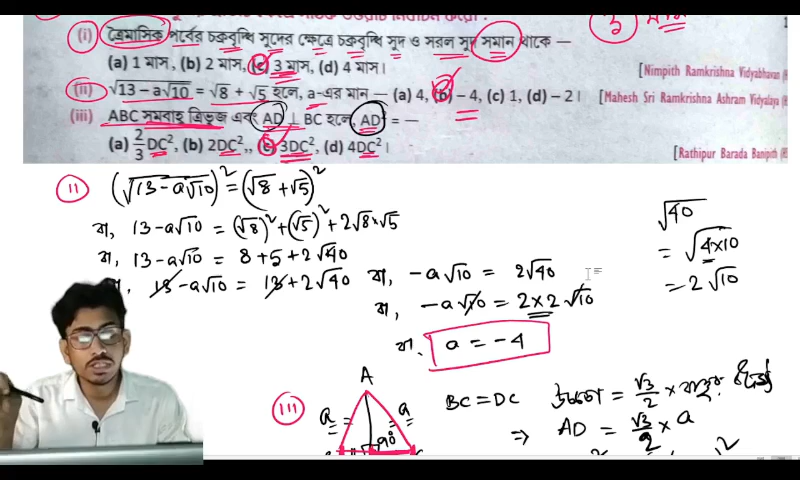 (i) ত্রৈমাসিক পর্বের চক্রবৃদ্ধি সুদের ক্ষেত্রে চক্রবৃদ্ধি সুদ ও সরল সুদ সমান থাকে —
(a) 1 মাস, (b) 2 মাস, (c) 3 মাস, (d) 4 মাস।
[Nimpith Ramkrishna Vidyabhavan
(ii) √13 – a√10 = √8 + √5 হলে, a-এর মান — (a) 4, (b) – 4, (c) 1, (d) – 2।
[Mahesh Sri Ramkrishna Ashram Vidyalaya
(iii) ABC সমবাহু ত্রিভুজ এবং AD ⊥ BC হলে, AD² = —
(a) 2/3 DC², (b) 2DC²,, (c) 3DC², (d) 4DC²।
[Rathipur Barada Banipith
11 (√13-a√10)² = (√8 + √5)²
বা, 13-a√10 = (√8)² + (√5)² + 2√8×√5
বা, 13-a√10 = 8+5+2√40
13-a√10 = 13+2√40
বা, -a√10 = 2√40
বা, -a√10 = 2×2√10
বা, a = -4
√40
= √4×10
= 2√10
111
A
a a
90°
BC = DC
উচ্চতা = √3/2 × বাহুর দৈর্ঘ্য
⇒ AD = √3/2 × a